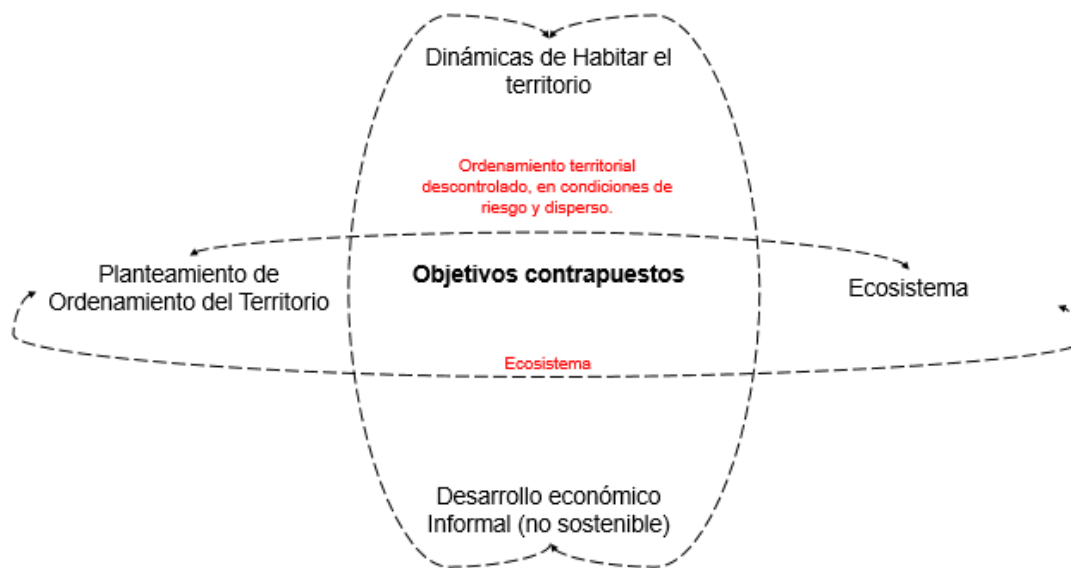 Dinámicas de Habitar el
territorio
Ordenamiento territorial
descontrolado, en condiciones de
riesgo y disperso.
Planteamiento de
Ordenamiento del Territorio
Objetivos contrapuestos
Ecosistema
Ecosistema
Desarrollo económico
Informal (no sostenible)